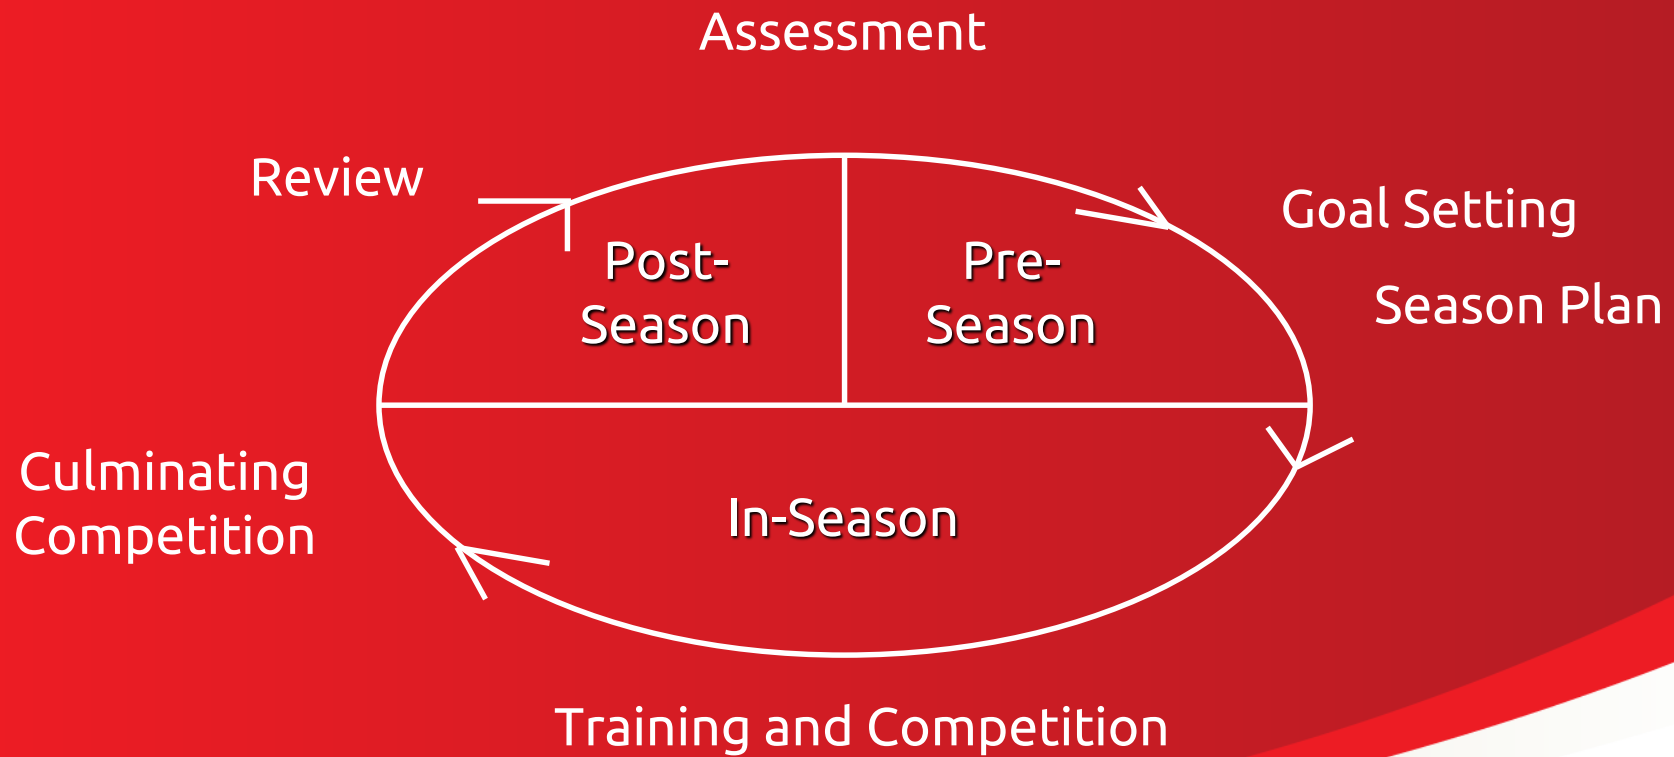 Assessment
Review
Goal Setting
Post-
Season
Pre-
Season
Season Plan
Culminating
Competition
In-Season
Training and Competition